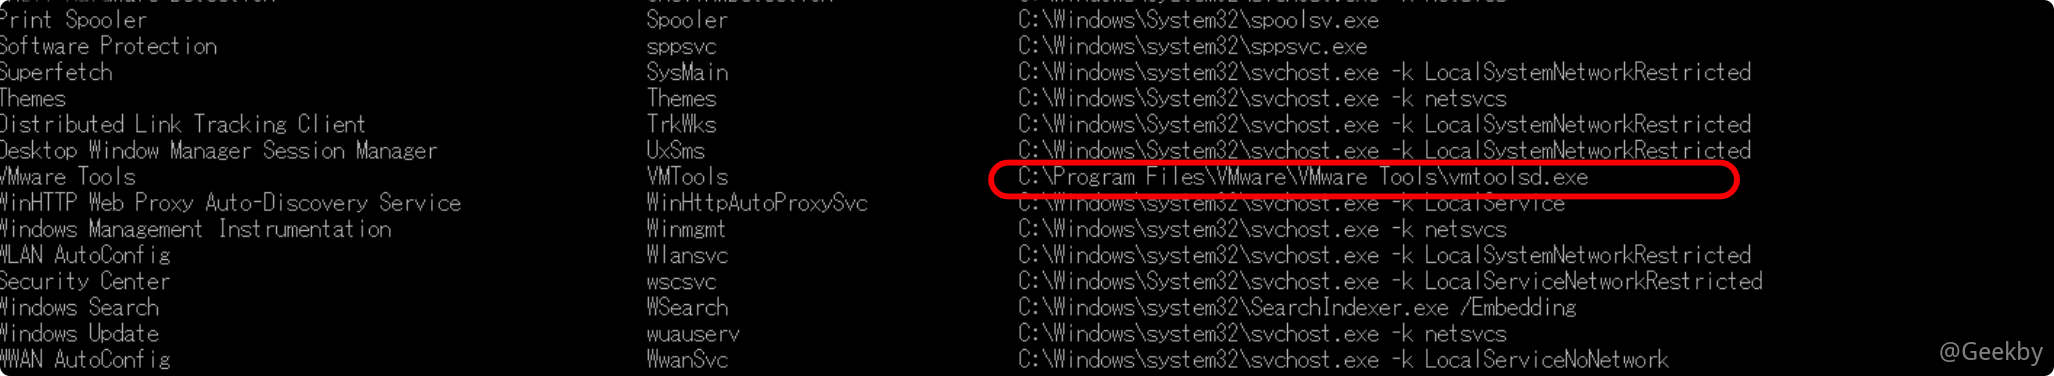 Print Spooler Spooler C:\Windows\System32\spoolsv.exe
Software Protection sppsvc C:\Windows\system32\sppsvc.exe
Superfetch SysMain C:\Windows\system32\svchost.exe -k LocalSystemNetworkRestricted
Themes Themes C:\Windows\System32\svchost.exe -k netsvcs
Distributed Link Tracking Client TrkWks C:\Windows\System32\svchost.exe -k LocalSystemNetworkRestricted
Desktop Window Manager Session Manager UxSms C:\Windows\System32\svchost.exe -k LocalSystemNetworkRestricted
VMware Tools VMTools C:\Program Files\VMware\VMware Tools\vmtoolsd.exe
WinHTTP Web Proxy Auto-Discovery Service WinHttpAutoProxySvc C:\Windows\system32\svchost.exe -k LocalService
Windows Management Instrumentation Winmgmt C:\Windows\system32\svchost.exe -k netsvcs
WLAN AutoConfig Wlansvc C:\Windows\system32\svchost.exe -k LocalSystemNetworkRestricted
Security Center wscsvc C:\Windows\System32\svchost.exe -k LocalServiceNetworkRestricted
Windows Search WSearch C:\Windows\system32\SearchIndexer.exe /Embedding
Windows Update wuauserv C:\Windows\system32\svchost.exe -k netsvcs
WWAN AutoConfig WwanSvc C:\Windows\system32\svchost.exe -k LocalServiceNoNetwork
@Geekby